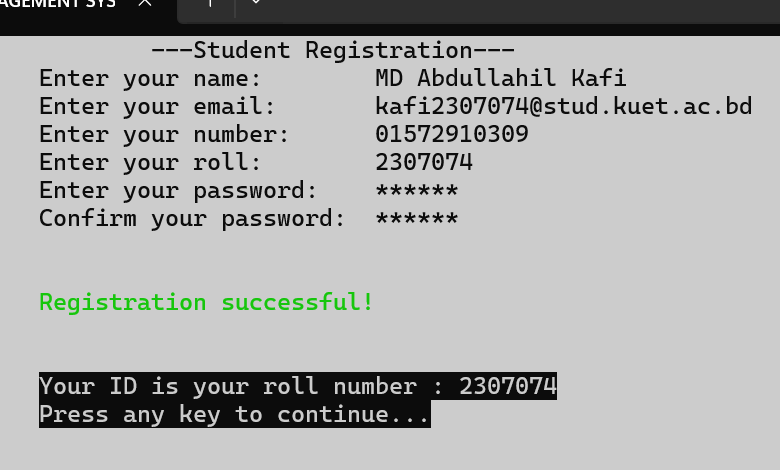 AGEMENT SYS
---Student Registration---
Enter your name: MD Abdullahil Kafi
Enter your email: kafi2307074@stud.kuet.ac.bd
Enter your number: 01572910309
Enter your roll: 2307074
Enter your password: ******
Confirm your password: ******
Registration successful!
Your ID is your roll number : 2307074
Press any key to continue...